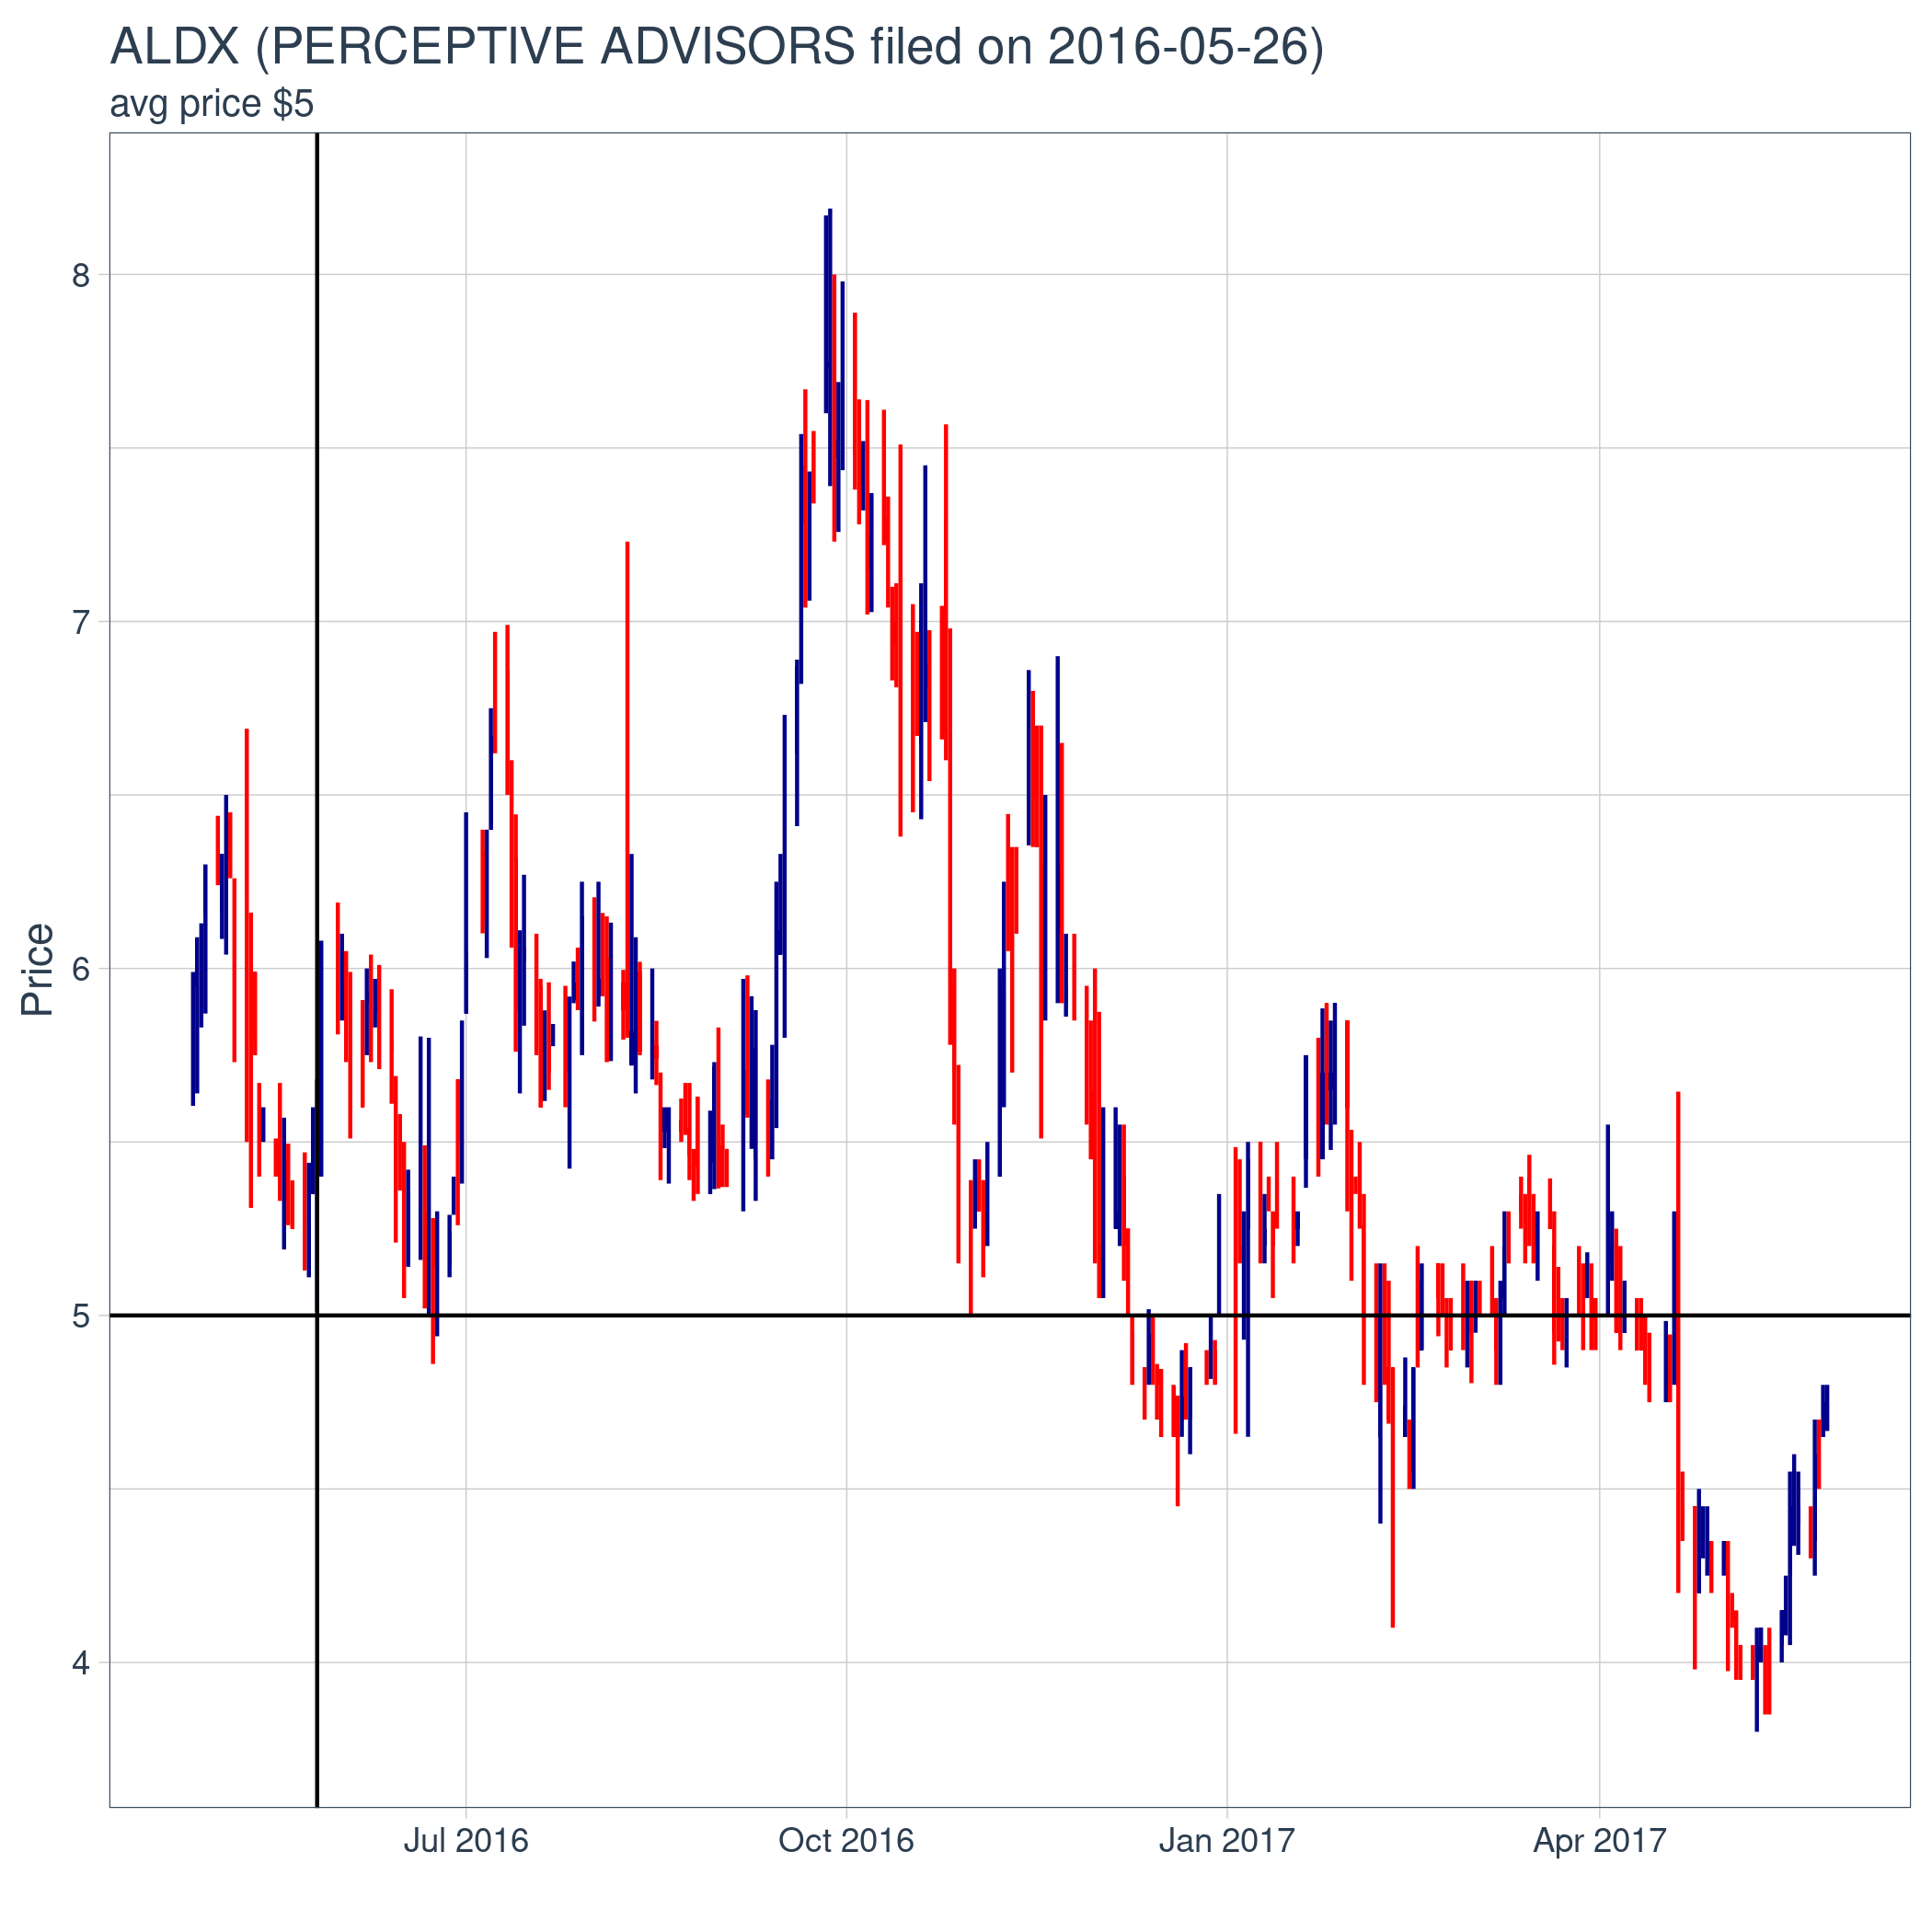 ALDX (PERCEPTIVE ADVISORS filed on 2016-05-26)
avg price $5
Price
8
7
6
5
4
Jul 2016
Oct 2016
Jan 2017
Apr 2017